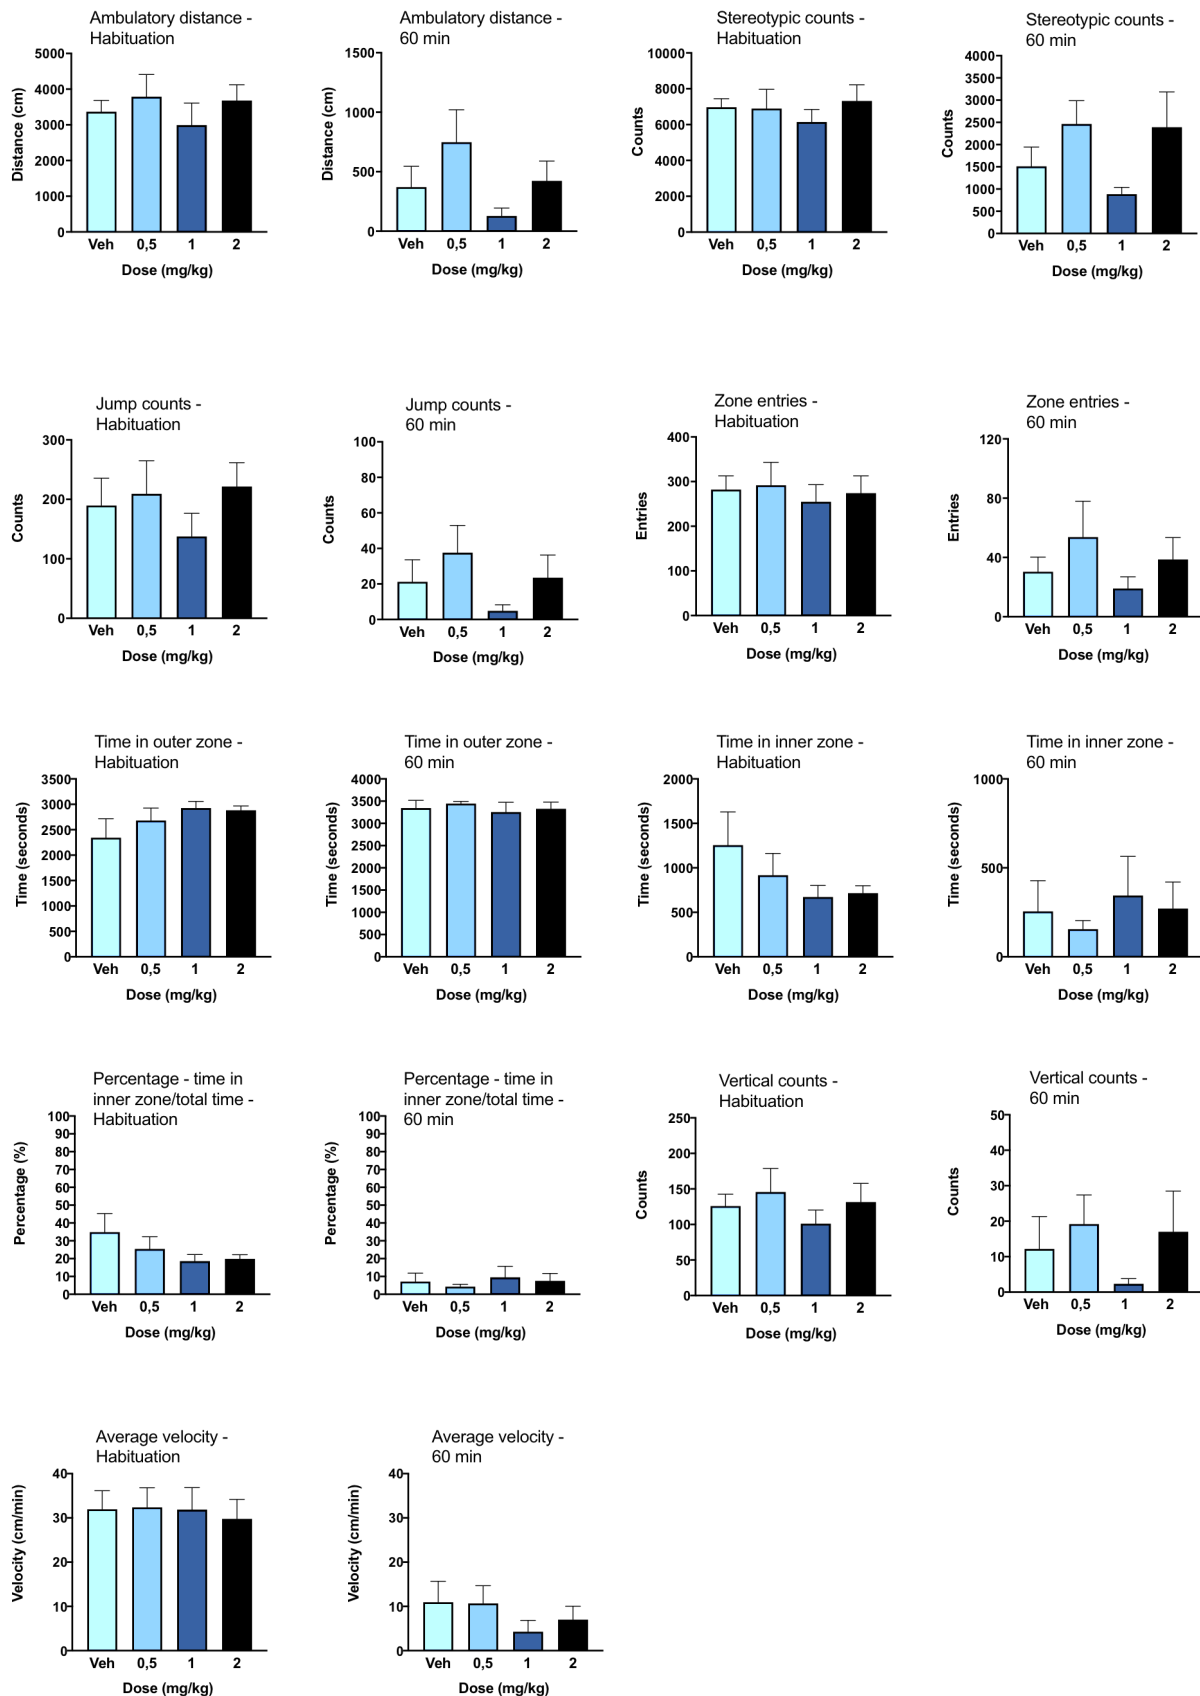 Ambulatory distance -
Habituation
5000
4000
3000
2000
1000
0
Distance (cm)
Veh 0,5 1 2
Dose (mg/kg)
Ambulatory distance -
60 min
1500
1000
500
0
Distance (cm)
Veh 0,5 1 2
Dose (mg/kg)
Stereotypic counts -
Habituation
10000
8000
6000
4000
2000
0
Counts
Veh 0,5 1 2
Dose (mg/kg)
Stereotypic counts -
60 min
4000
3500
3000
2500
2000
1500
1000
500
0
Counts
Veh 0,5 1 2
Dose (mg/kg)
Jump counts -
Habituation
300
200
100
0
Counts
Veh 0,5 1 2
Dose (mg/kg)
Jump counts -
60 min
100
80
60
40
20
0
Counts
Veh 0,5 1 2
Dose (mg/kg)
Zone entries -
Habituation
400
300
200
100
0
Entries
Veh 0,5 1 2
Dose (mg/kg)
Zone entries -
60 min
120
80
40
0
Entries
Veh 0,5 1 2
Dose (mg/kg)
Time in outer zone -
Habituation
3500
3000
2500
2000
1500
1000
500
0
Time (seconds)
Veh 0,5 1 2
Dose (mg/kg)
Time in outer zone -
60 min
4000
3500
3000
2500
2000
1500
1000
500
0
Time (seconds)
Veh 0,5 1 2
Dose (mg/kg)
Time in inner zone -
Habituation
2000
1500
1000
500
0
Time (seconds)
Veh 0,5 1 2
Dose (mg/kg)
Time in inner zone -
60 min
1000
500
0
Time (seconds)
Veh 0,5 1 2
Dose (mg/kg)
Percentage - time in
inner zone/total time -
Habituation
100
90
80
70
60
50
40
30
20
10
0
Percentage (%)
Veh 0,5 1 2
Dose (mg/kg)
Percentage - time in
inner zone/total time -
60 min
100
90
80
70
60
50
40
30
20
10
0
Percentage (%)
Veh 0,5 1 2
Dose (mg/kg)
Vertical counts -
Habituation
250
200
150
100
50
0
Counts
Veh 0,5 1 2
Dose (mg/kg)
Vertical counts -
60 min
50
40
30
20
10
0
Counts
Veh 0,5 1 2
Dose (mg/kg)
Average velocity -
Habituation
40
30
20
10
0
Velocity (cm/min)
Veh 0,5 1 2
Dose (mg/kg)
Average velocity -
60 min
40
30
20
10
0
Velocity (cm/min)
Veh 0,5 1 2
Dose (mg/kg)